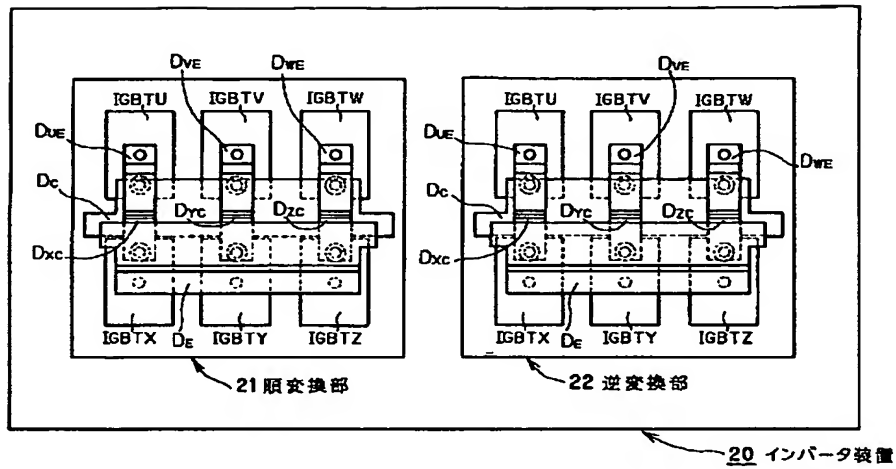 DVE
DVE DWE
IGBTU IGBTV IGBTW IGBTU IGBTV IGBTW
DUE DUE DWE
DC DC
DYC DZC DYC DZC
DXC DXC
IGBTX DE IGBTY IGBTZ IGBTX DE IGBTY IGBTZ
21 順変換部 22 逆変換部
20 インバータ装置